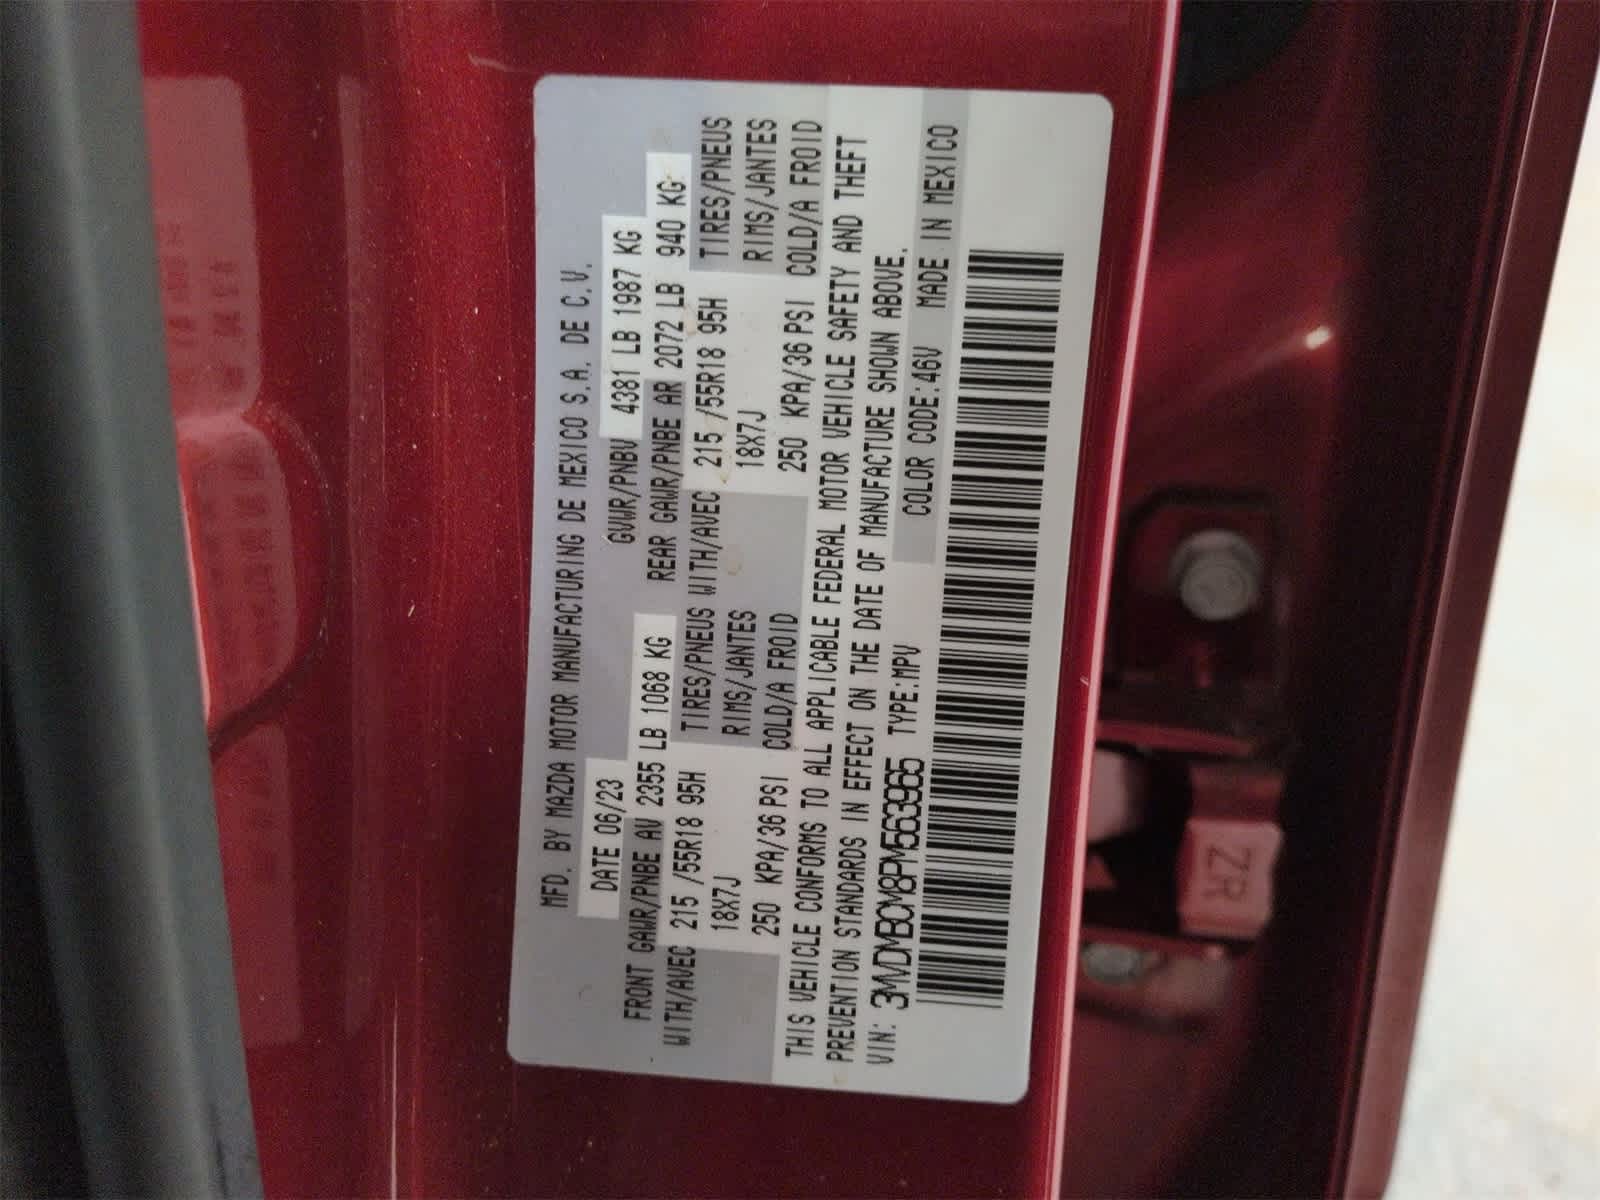 MFD. BY MAZDA MOTOR MANUFACTURING DE MEXICO S.A. DE C.V.
DATE 06/23 GVWR/PNBV 4381 LB 1987 KG
FRONT GAWR/PNBE AV 2355 LB 1068 KG REAR GAWR/PNBE AR 2072 LB 940 KG
WITH/AVEC 215 /55R18 95H TIRES/PNEUS WITH/AVEC 215 /55R18 95H TIRES/PNEUS
18X7J RIMS/JANTES 18X7J RIMS/JANTES
250 KPA/36 PSI COLD/A FROID 250 KPA/36 PSI COLD/A FROID
THIS VEHICLE CONFORMS TO ALL APPLICABLE FEDERAL MOTOR VEHICLE SAFETY AND THEFT
PREVENTION STANDARDS IN EFFECT ON THE DATE OF MANUFACTURE SHOWN ABOVE.
VIN: 3MVDMBCM8PM563965 TYPE:MPV COLOR CODE:46V MADE IN MEXICO
ZR